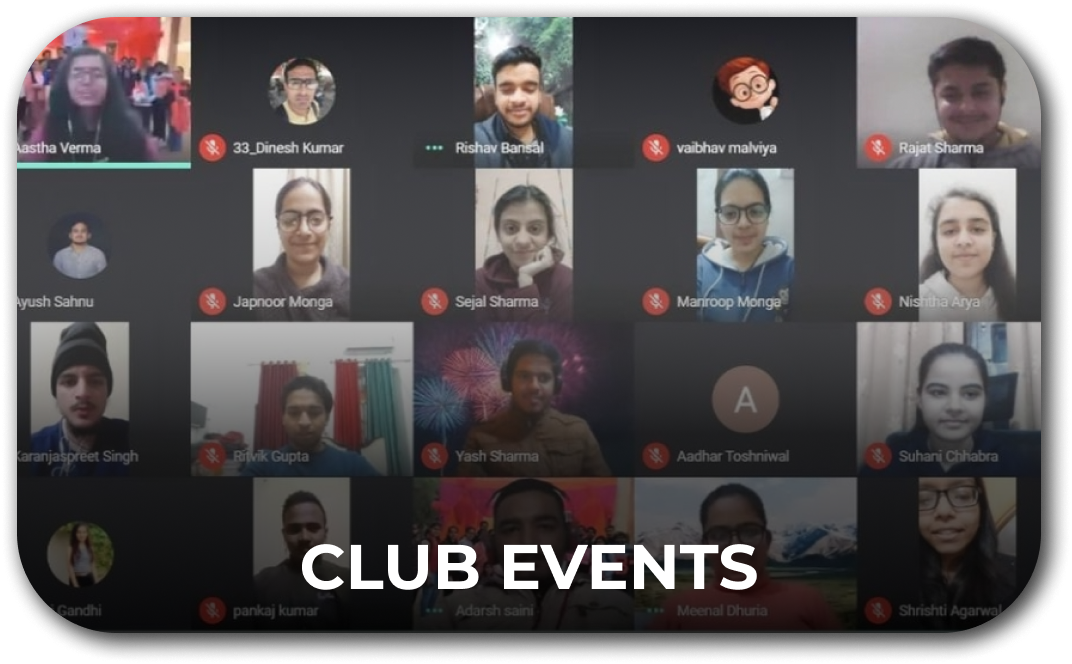 Aastha Verma
33_Dinesh Kumar
Rishav Bansal
vaibhav malviya
Rajat Sharma
Ayush Sahnu
Japnoor Monga
Sejal Sharma
Manroop Monga
Nishtha Arya
Karanjaspreet Singh
Ritvik Gupta
Yash Sharma
A
Aadhar Toshniwal
Suhani Chhabra
CLUB EVENTS
Gandhi
pankaj kumar
Adarsh saini
Meenal Dhuria
Shrishti Agarwal